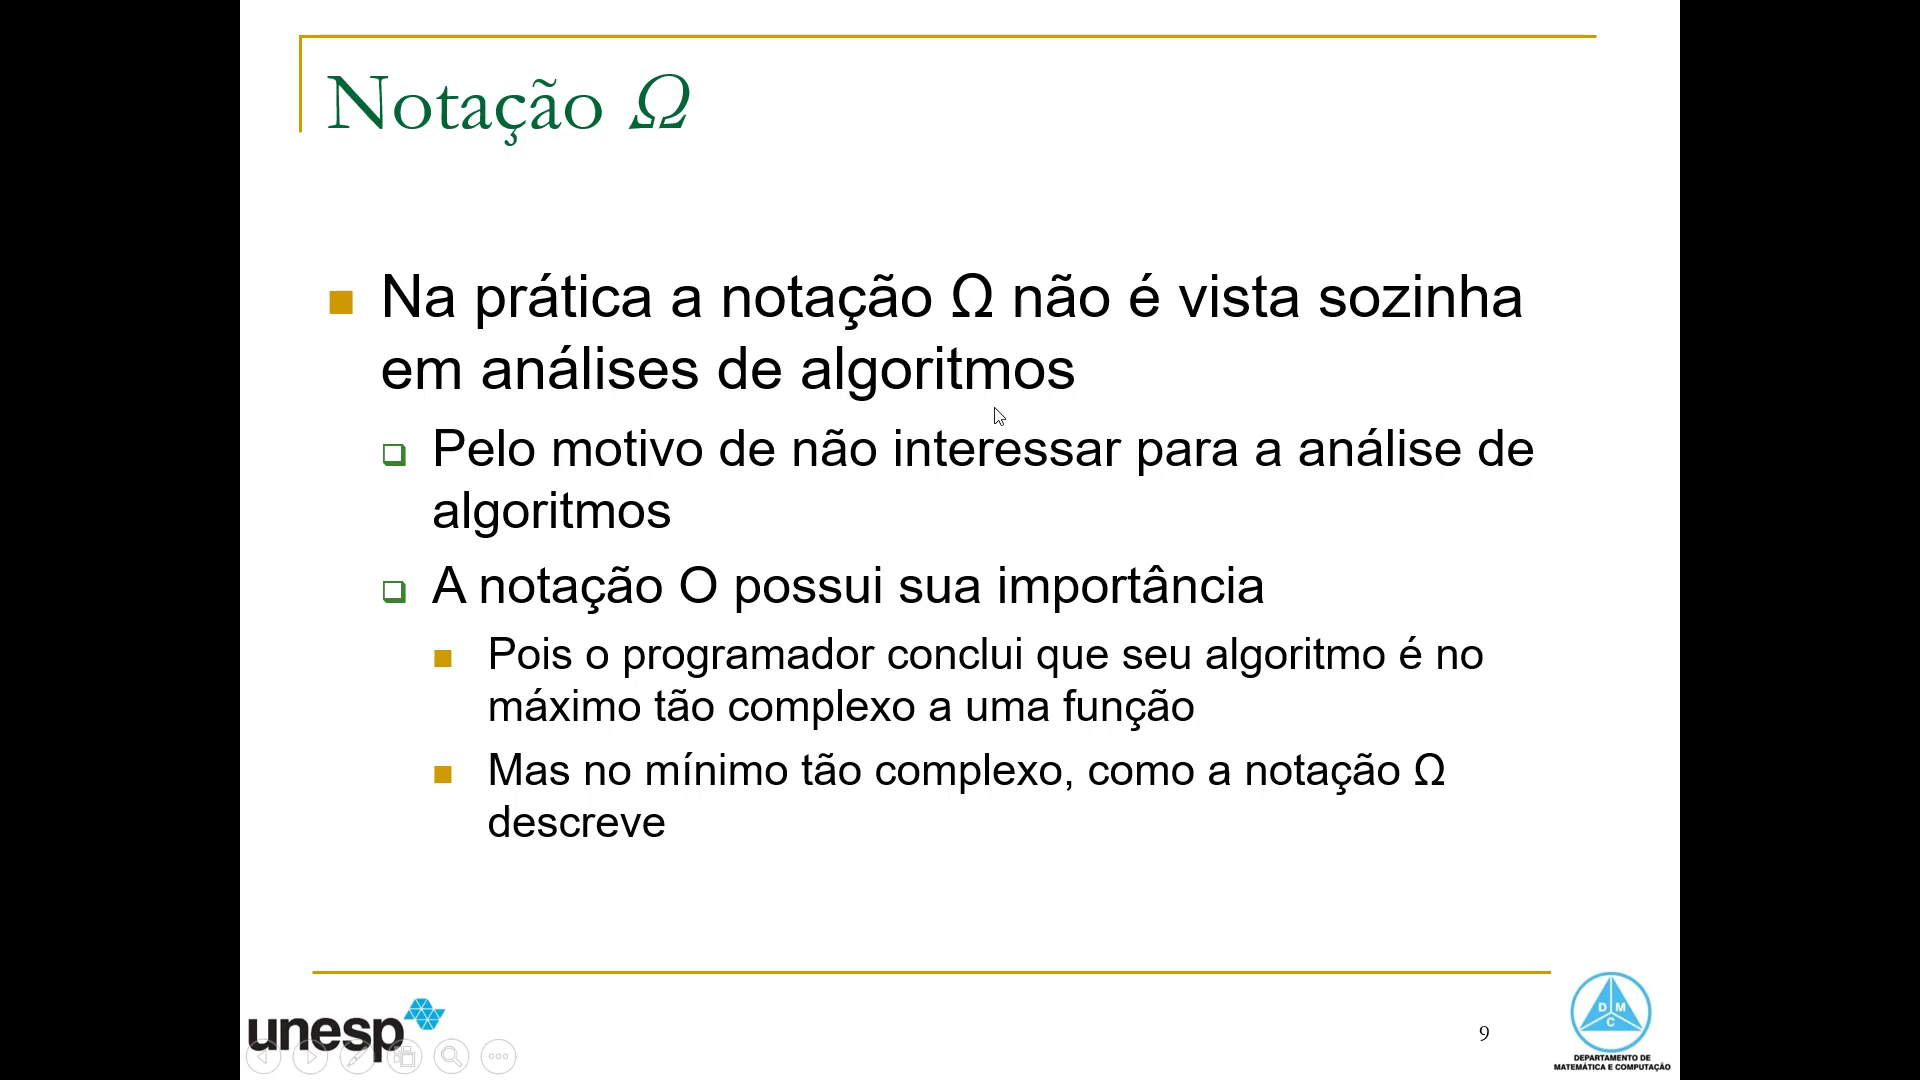 Notação Ω
Na prática a notação Ω não é vista sozinha
em análises de algoritmos
Pelo motivo de não interessar para a análise de
algoritmos
A notação O possui sua importância
Pois o programador conclui que seu algoritmo é no
máximo tão complexo a uma função
Mas no mínimo tão complexo, como a notação Ω
descreve
unesp
9
D M
C
DEPARTAMENTO DE
MATEMÁTICA E COMPUTAÇÃO